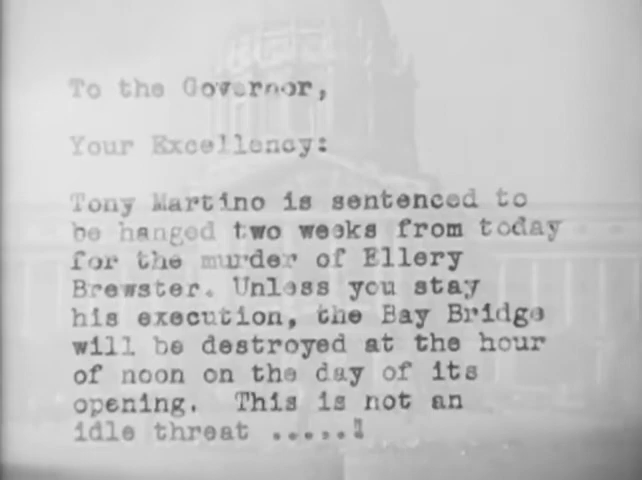 To the Governor,
Your Excellency:
Tony Martino is sentenced to
be hanged two weeks from today
for the murder of Ellery
Brewster. Unless you stay
his execution, the Bay Bridge
will be destroyed at the hour
of noon on the day of its
opening. This is not an
idle threat .....!